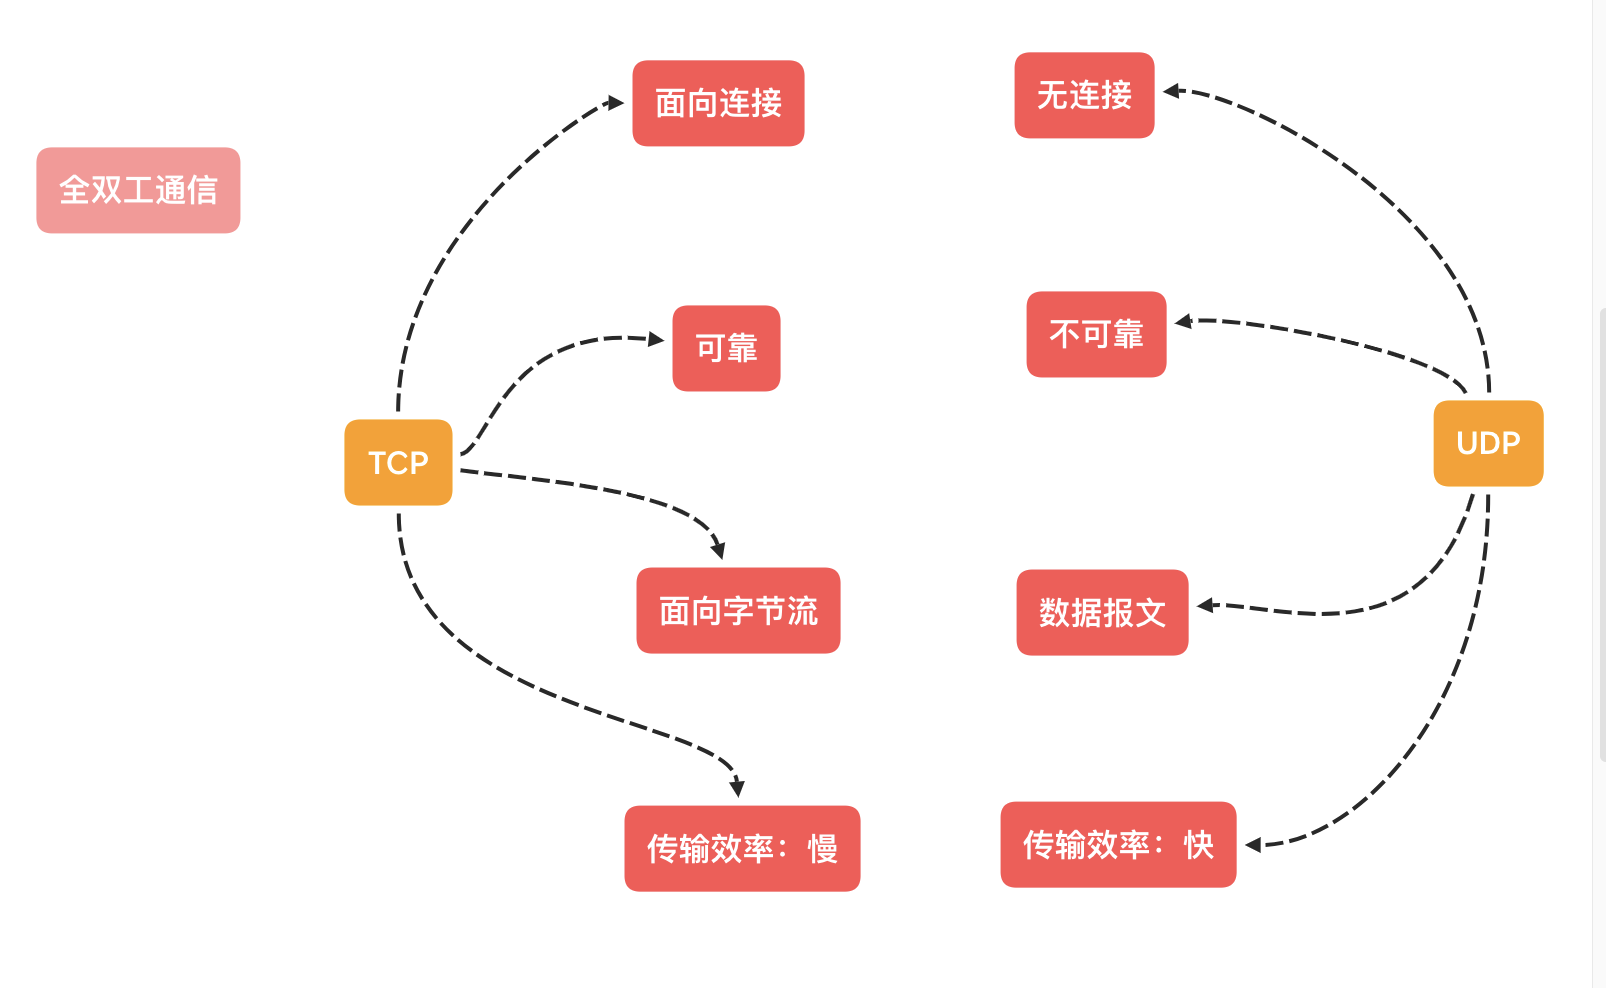 面向连接
无连接
全双工通信
可靠
不可靠
TCP
UDP
面向字节流
数据报文
传输效率：慢
传输效率：快